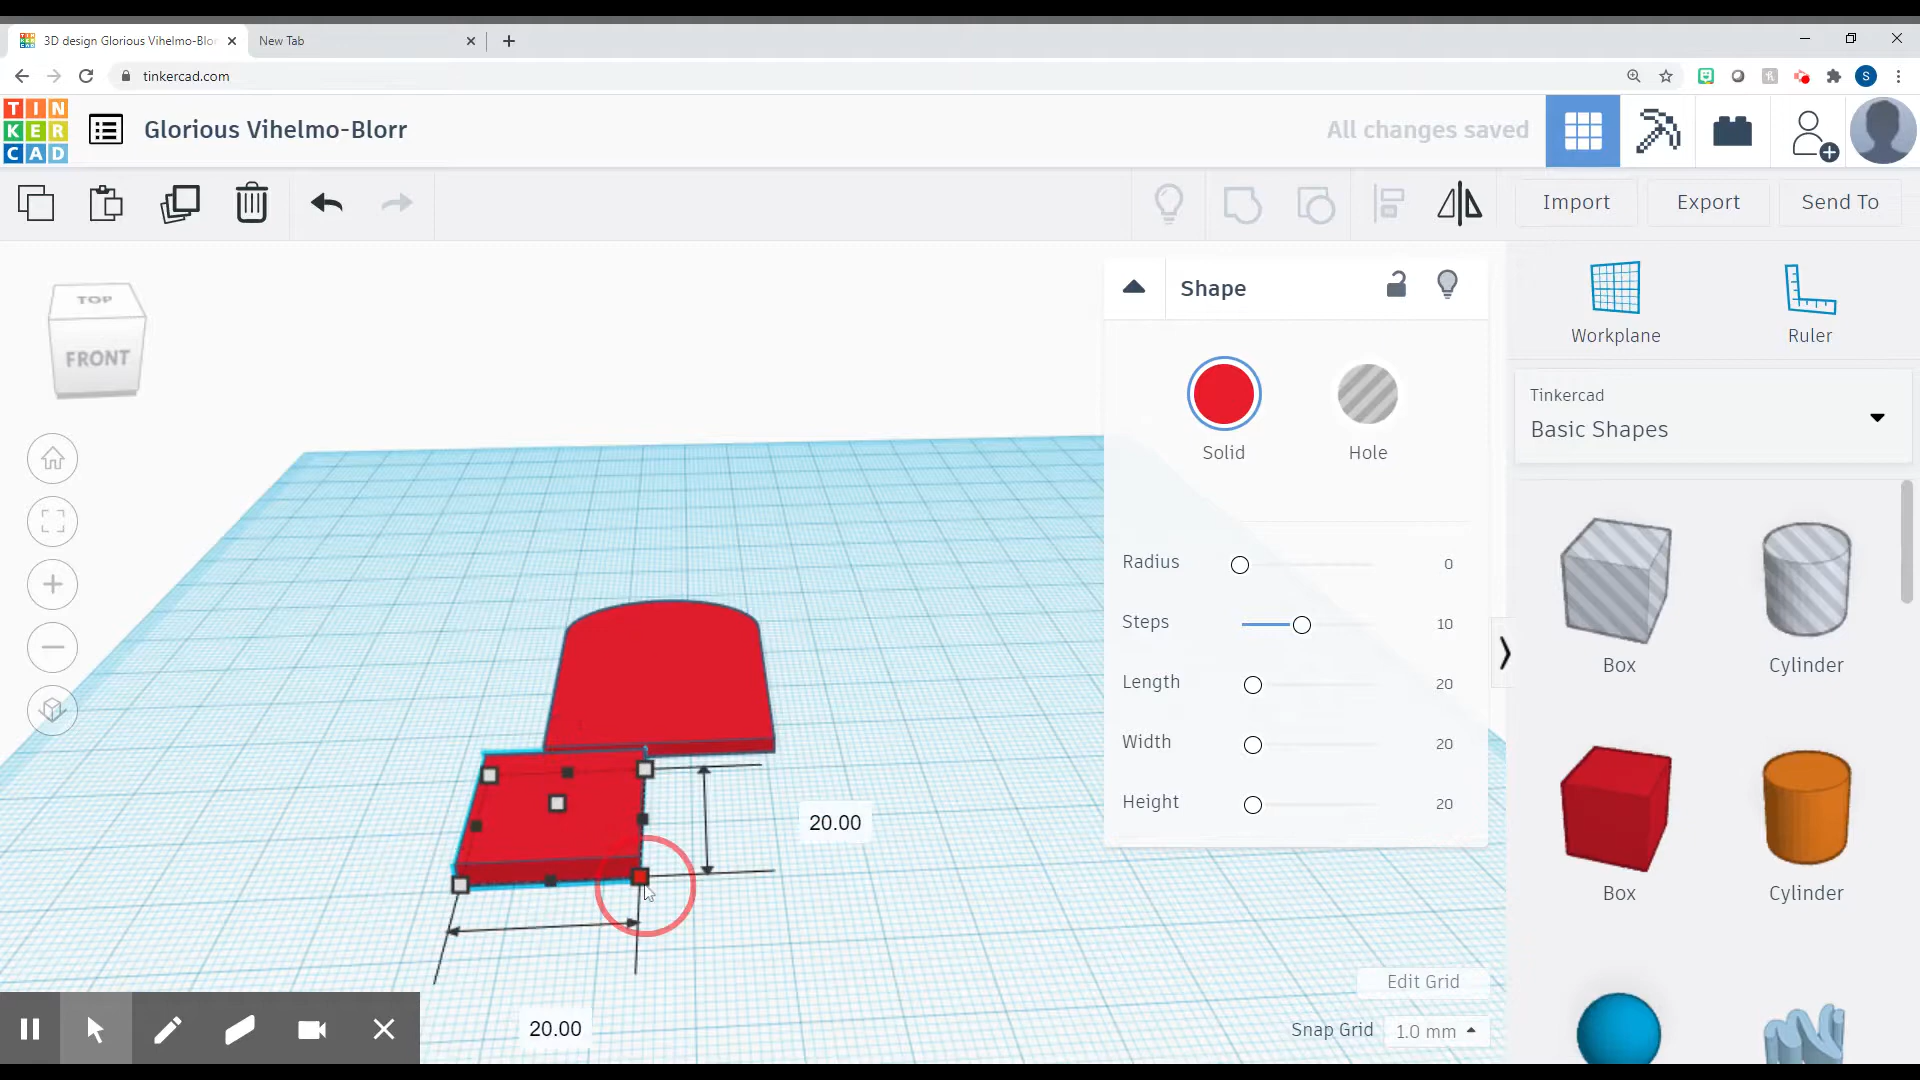 3D design Glorious Vihelmo-Blor
New Tab
tinkercad.com
S
TIN
KER
CAD
Glorious Vihelmo-Blorr
All changes saved
Import
Export
Send To
TOP
FRONT
Shape
Solid
Hole
Radius 0
Steps 10
Length 20
Width 20
Height 20
Workplane
Ruler
Tinkercad
Basic Shapes
Box
Cylinder
Box
Cylinder
20.00
20.00
Edit Grid
Snap Grid 1.0 mm